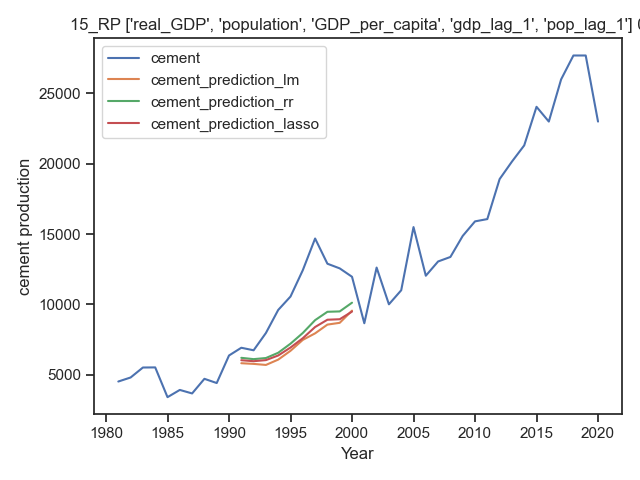 15_RP ['real_GDP', 'population', 'GDP_per_capita', 'gdp_lag_1', 'pop_lag_1']
cement
cement_prediction_lm
cement_prediction_rr
cement_prediction_lasso
cement production
25000
20000
15000
10000
5000
1980 1985 1990 1995 2000 2005 2010 2015 2020
Year